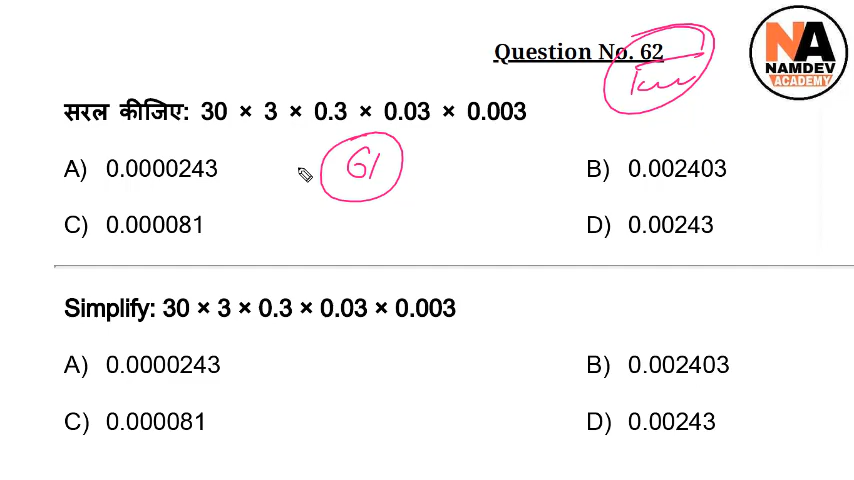 Question No. 62
NA
NAMDEV
ACADEMY
सरल कीजिए: 30 × 3 × 0.3 × 0.03 × 0.003
A) 0.0000243
61
B) 0.002403
C) 0.000081
D) 0.00243
Simplify: 30 × 3 × 0.3 × 0.03 × 0.003
A) 0.0000243
B) 0.002403
C) 0.000081
D) 0.00243